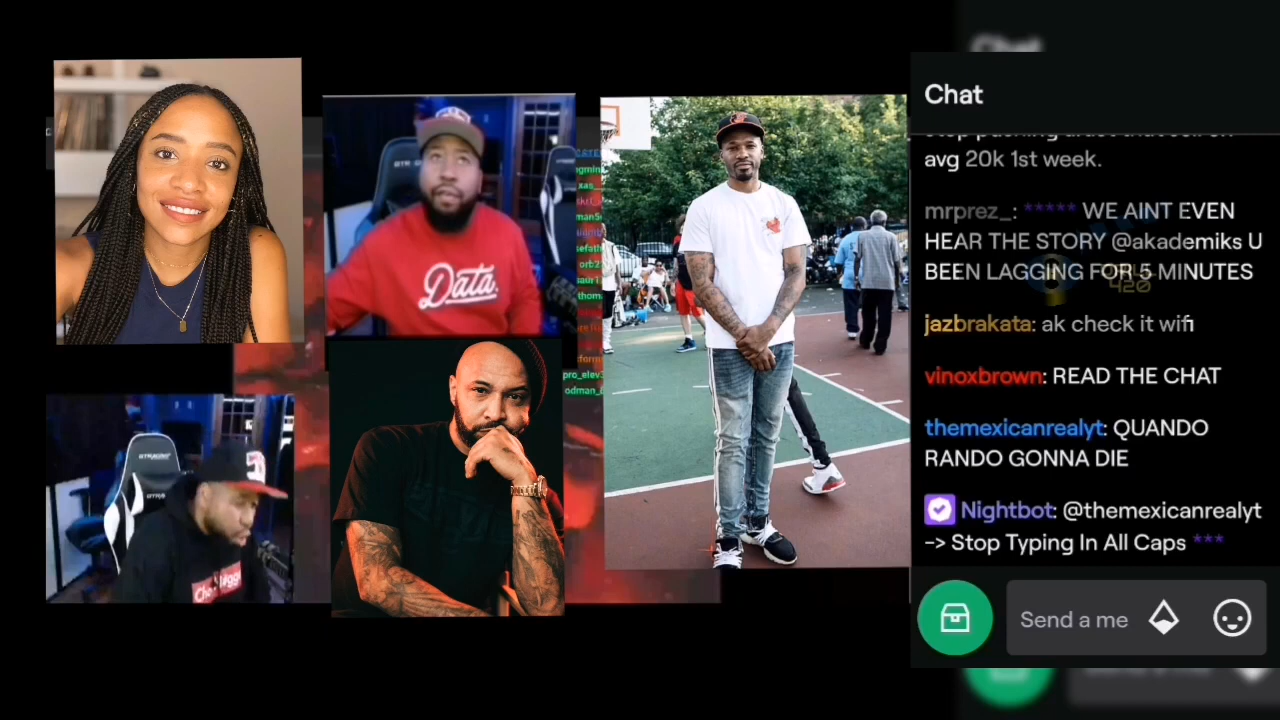 Data.
Chat
avg 20k 1st week.
mrprez_: ***** WE AINT EVEN
HEAR THE STORY @akademiks U
BEEN LAGGING FOR 5 MINUTES
jazbrakata: ak check it wifi
vinoxbrown: READ THE CHAT
themexicanrealyt: QUANDO
RANDO GONNA DIE
Nightbot: @themexicanrealyt
-> Stop Typing In All Caps ***
Send a me